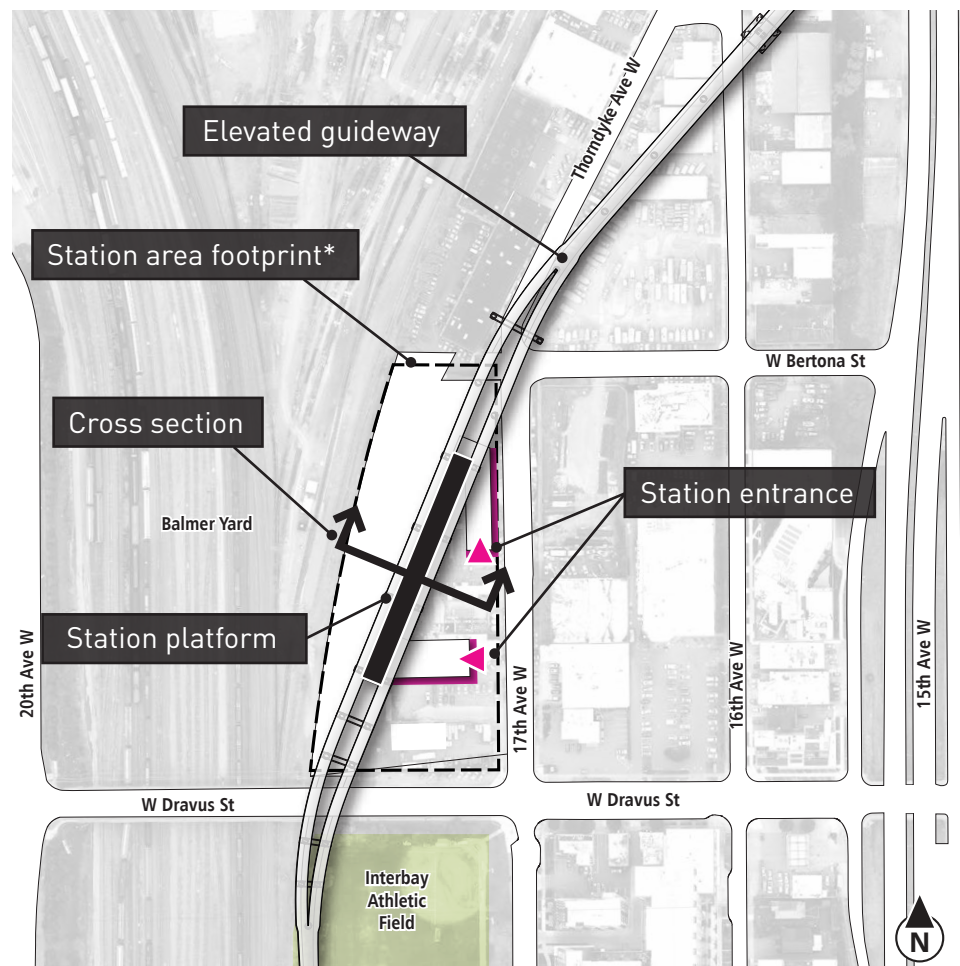 Thorndyke Ave W
Elevated guideway
Station area footprint*
W Bertona St
Cross section
Station entrance
Balmer Yard
Station platform
20th Ave W
17th Ave W
16th Ave W
15th Ave W
W Dravus St
W Dravus St
Interbay
Athletic
Field
N